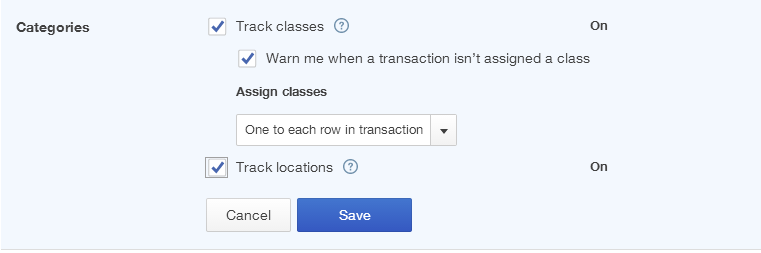 Categories
Track classes ? On
Warn me when a transaction isn't assigned a class
Assign classes
One to each row in transaction
Track locations ? On
Cancel Save